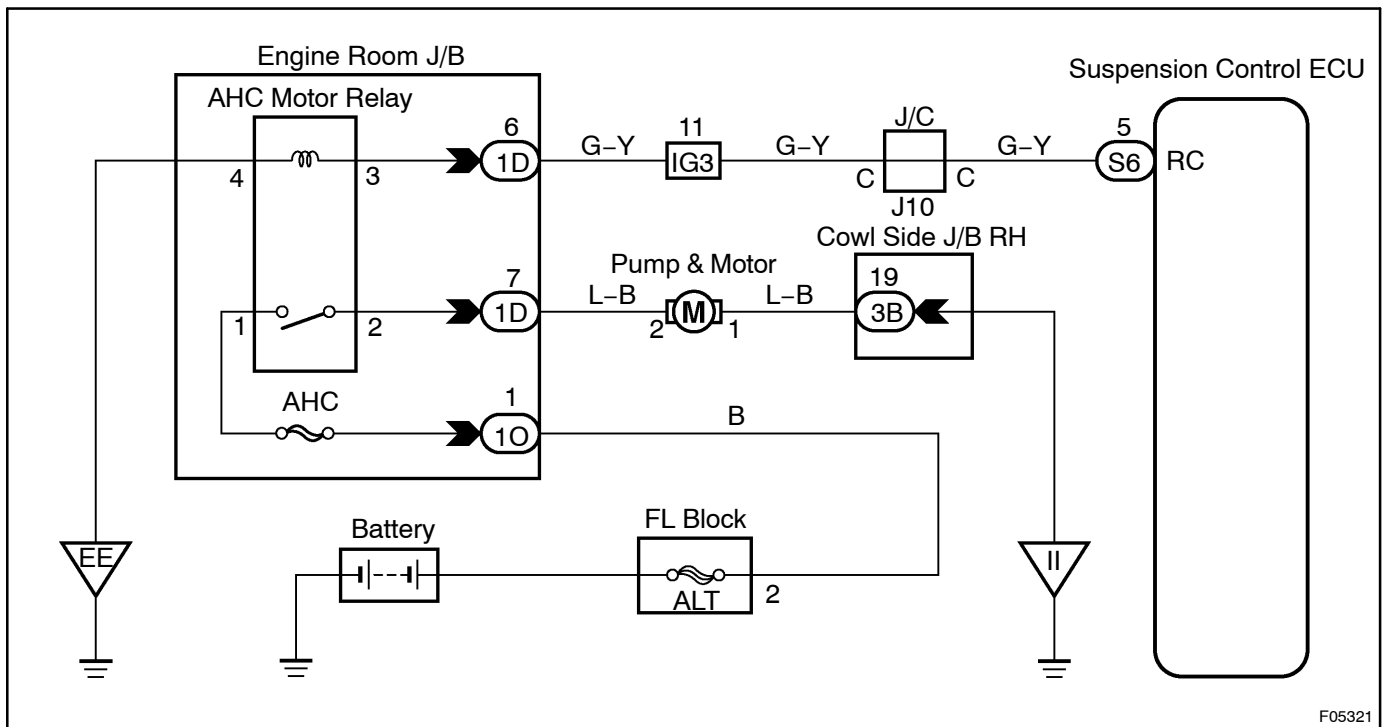 Engine Room J/B
Suspension Control ECU
AHC Motor Relay
6
11
J/C
5
1D
G–Y
IG3
G–Y
G–Y
S6
RC
4
3
C
C
J10
Cowl Side J/B RH
7
Pump & Motor
19
1D
L–B
M
L–B
3B
1
2
2
1
AHC
1
B
1O
Battery
FL Block
EE
II
ALT
2
F05321